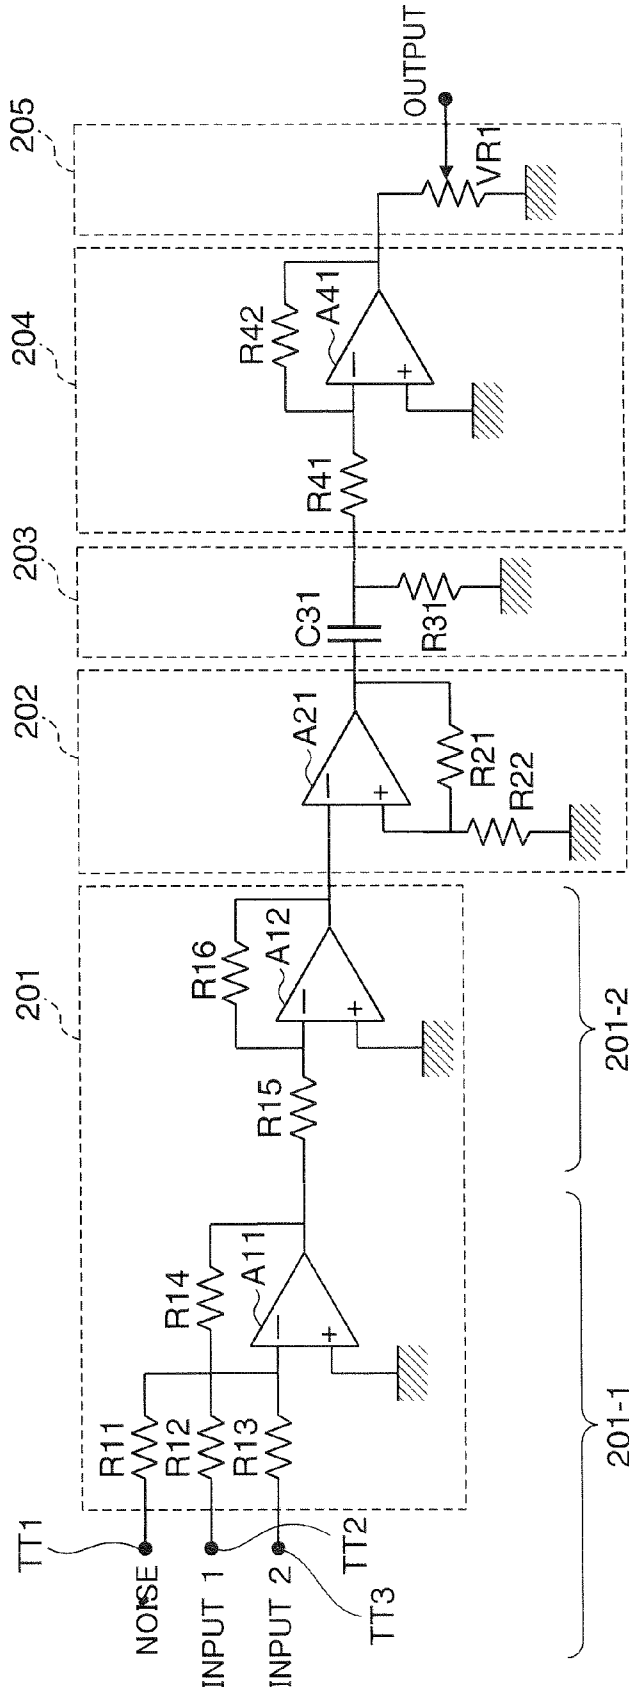 201
202
203
204
205
TT1
NOISE
INPUT 1
TT2
INPUT 2
TT3
R11
R12
R13
R14
A11
−
+
R15
R16
A12
−
+
A21
−
+
R21
R22
C31
R31
R41
R42
A41
−
+
VR1
OUTPUT
201-1
201-2